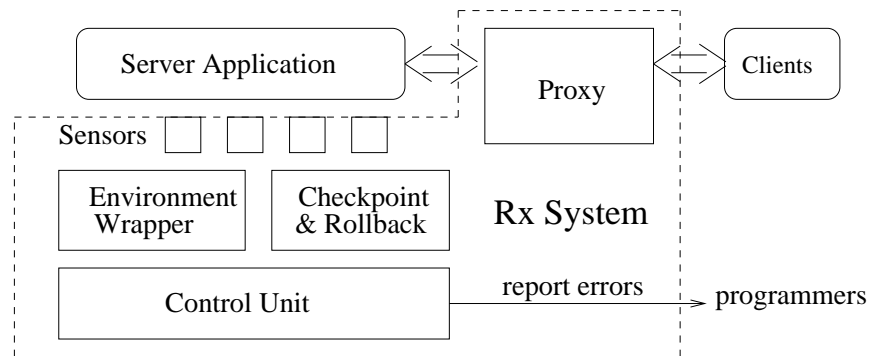 Server Application
Proxy
Clients
Sensors
Environment
Wrapper
Checkpoint
& Rollback
Rx System
Control Unit
report errors
programmers